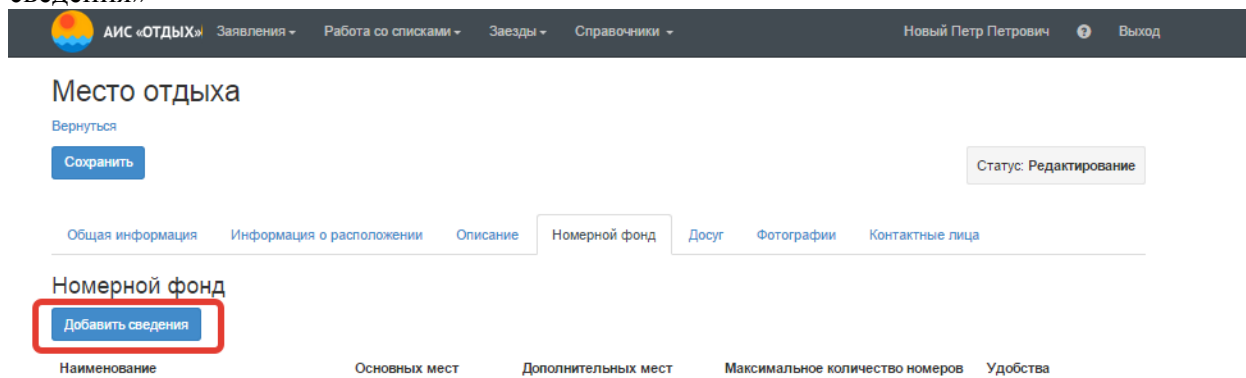 сведения»
АИС «ОТДЫХ» Заявления Работа со списками Заезды Справочники Новый Петр Петрович ? Выход
Место отдыха
Вернуться
Сохранить
Статус: Редактирование
Общая информация Информация о расположении Описание Номерной фонд Досуг Фотографии Контактные лица
Номерной фонд
Добавить сведения
Наименование Основных мест Дополнительных мест Максимальное количество номеров Удобства